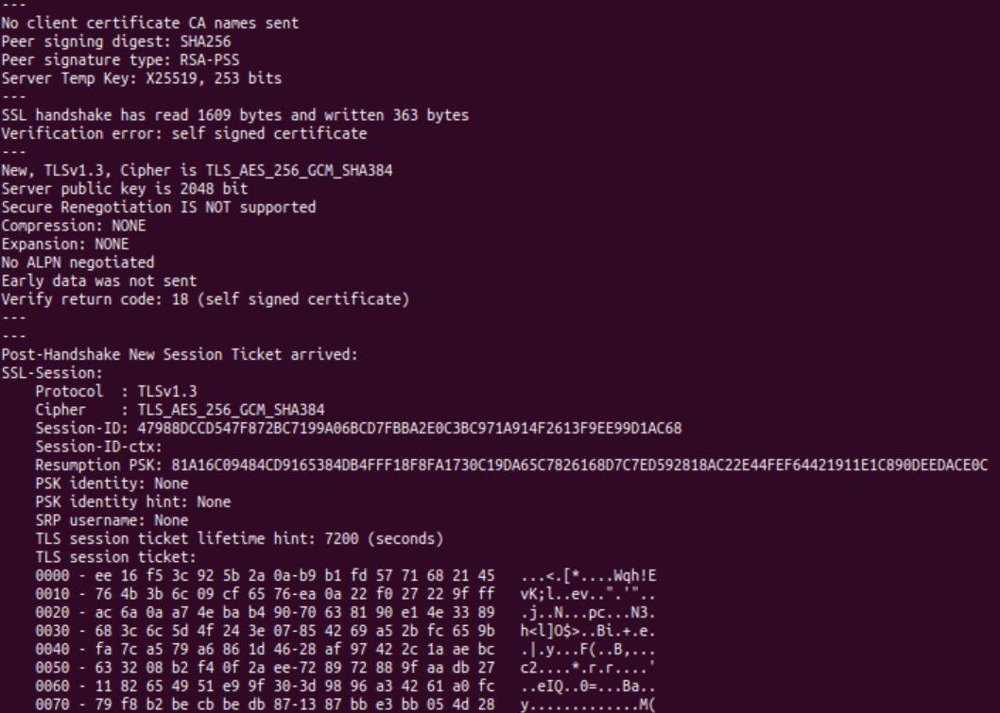 ---
No client certificate CA names sent
Peer signing digest: SHA256
Peer signature type: RSA-PSS
Server Temp Key: X25519, 253 bits
---
SSL handshake has read 1609 bytes and written 363 bytes
Verification error: self signed certificate
---
New, TLSv1.3, Cipher is TLS_AES_256_GCM_SHA384
Server public key is 2048 bit
Secure Renegotiation IS NOT supported
Compression: NONE
Expansion: NONE
No ALPN negotiated
Early data was not sent
Verify return code: 18 (self signed certificate)
---
---
Post-Handshake New Session Ticket arrived:
SSL-Session:
    Protocol  : TLSv1.3
    Cipher    : TLS_AES_256_GCM_SHA384
    Session-ID: 47988DCCD547F872BC7199A06BCD7FBBA2E0C3BC971A914F2613F9EE99D1AC68
    Session-ID-ctx:
    Resumption PSK: 81A16C09484CD9165384DB4FFF18F8FA1730C19DA65C7826168D7C7ED592818AC22E44FEF64421911E1C890DEEDACE0C
    PSK identity: None
    PSK identity hint: None
    SRP username: None
    TLS session ticket lifetime hint: 7200 (seconds)
    TLS session ticket:
    0000 - ee 16 f5 3c 92 5b 2a 0a-b9 b1 fd 57 71 68 21 45   ...<.[*....Wqh!E
    0010 - 76 4b 3b 6c 09 cf 65 76-ea 0a 22 f0 27 22 9f ff   vK;l..ev..".'"..
    0020 - ac 6a 0a a7 4e ba b4 90-70 63 81 90 e1 4e 33 89   .j..N...pc...N3.
    0030 - 68 3c 6c 5d 4f 24 3e 07-85 42 69 a5 2b fc 65 9b   h<l]O$>..Bi.+.e.
    0040 - fa 7c a5 79 a6 86 1d 46-28 af 97 42 2c 1a ae bc   .|.y...F(..B,...
    0050 - 63 32 08 b2 f4 0f 2a ee-72 89 72 88 9f aa db 27   c2....*.r.r....'
    0060 - 11 82 65 49 51 e9 9f 30-3d 98 96 a3 42 61 a0 fc   ..eIQ..0=...Ba..
    0070 - 79 f8 b2 be cb be db 87-13 87 bb e3 bb 05 4d 28   y.............M(